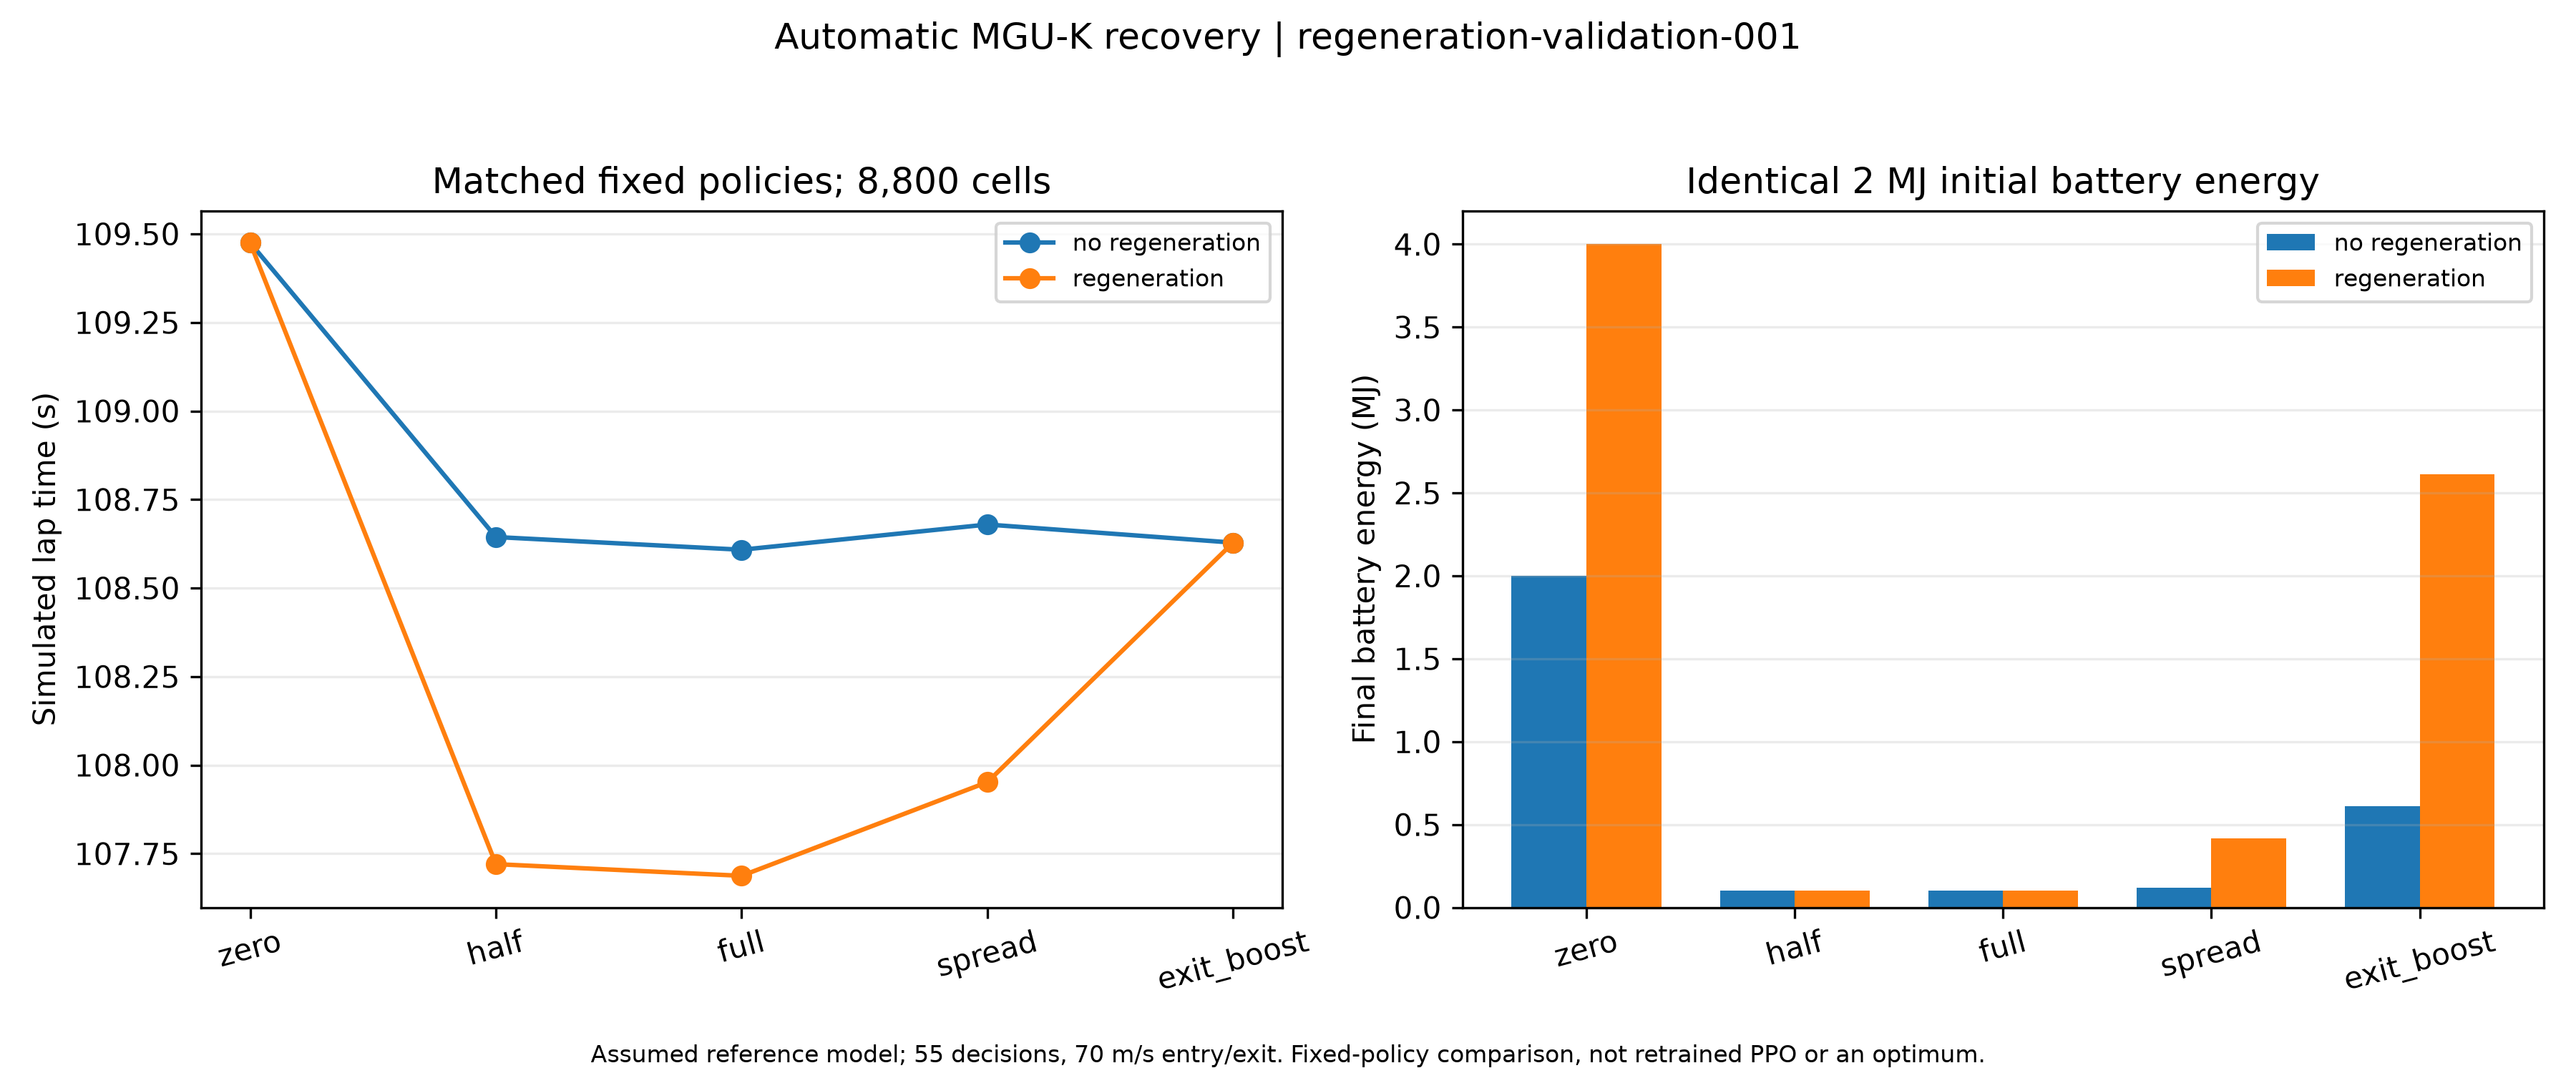 Automatic MGU-K recovery | regeneration-validation-001
Matched fixed policies; 8,800 cells
109.50
109.25
109.00
108.75
108.50
108.25
108.00
107.75
Simulated lap time (s)
no regeneration
regeneration
zero
half
full
spread
exit_boost
Identical 2 MJ initial battery energy
4.0
3.5
3.0
2.5
2.0
1.5
1.0
0.5
0.0
Final battery energy (MJ)
no regeneration
regeneration
zero
half
full
spread
exit_boost
Assumed reference model; 55 decisions, 70 m/s entry/exit. Fixed-policy comparison, not retrained PPO or an optimum.